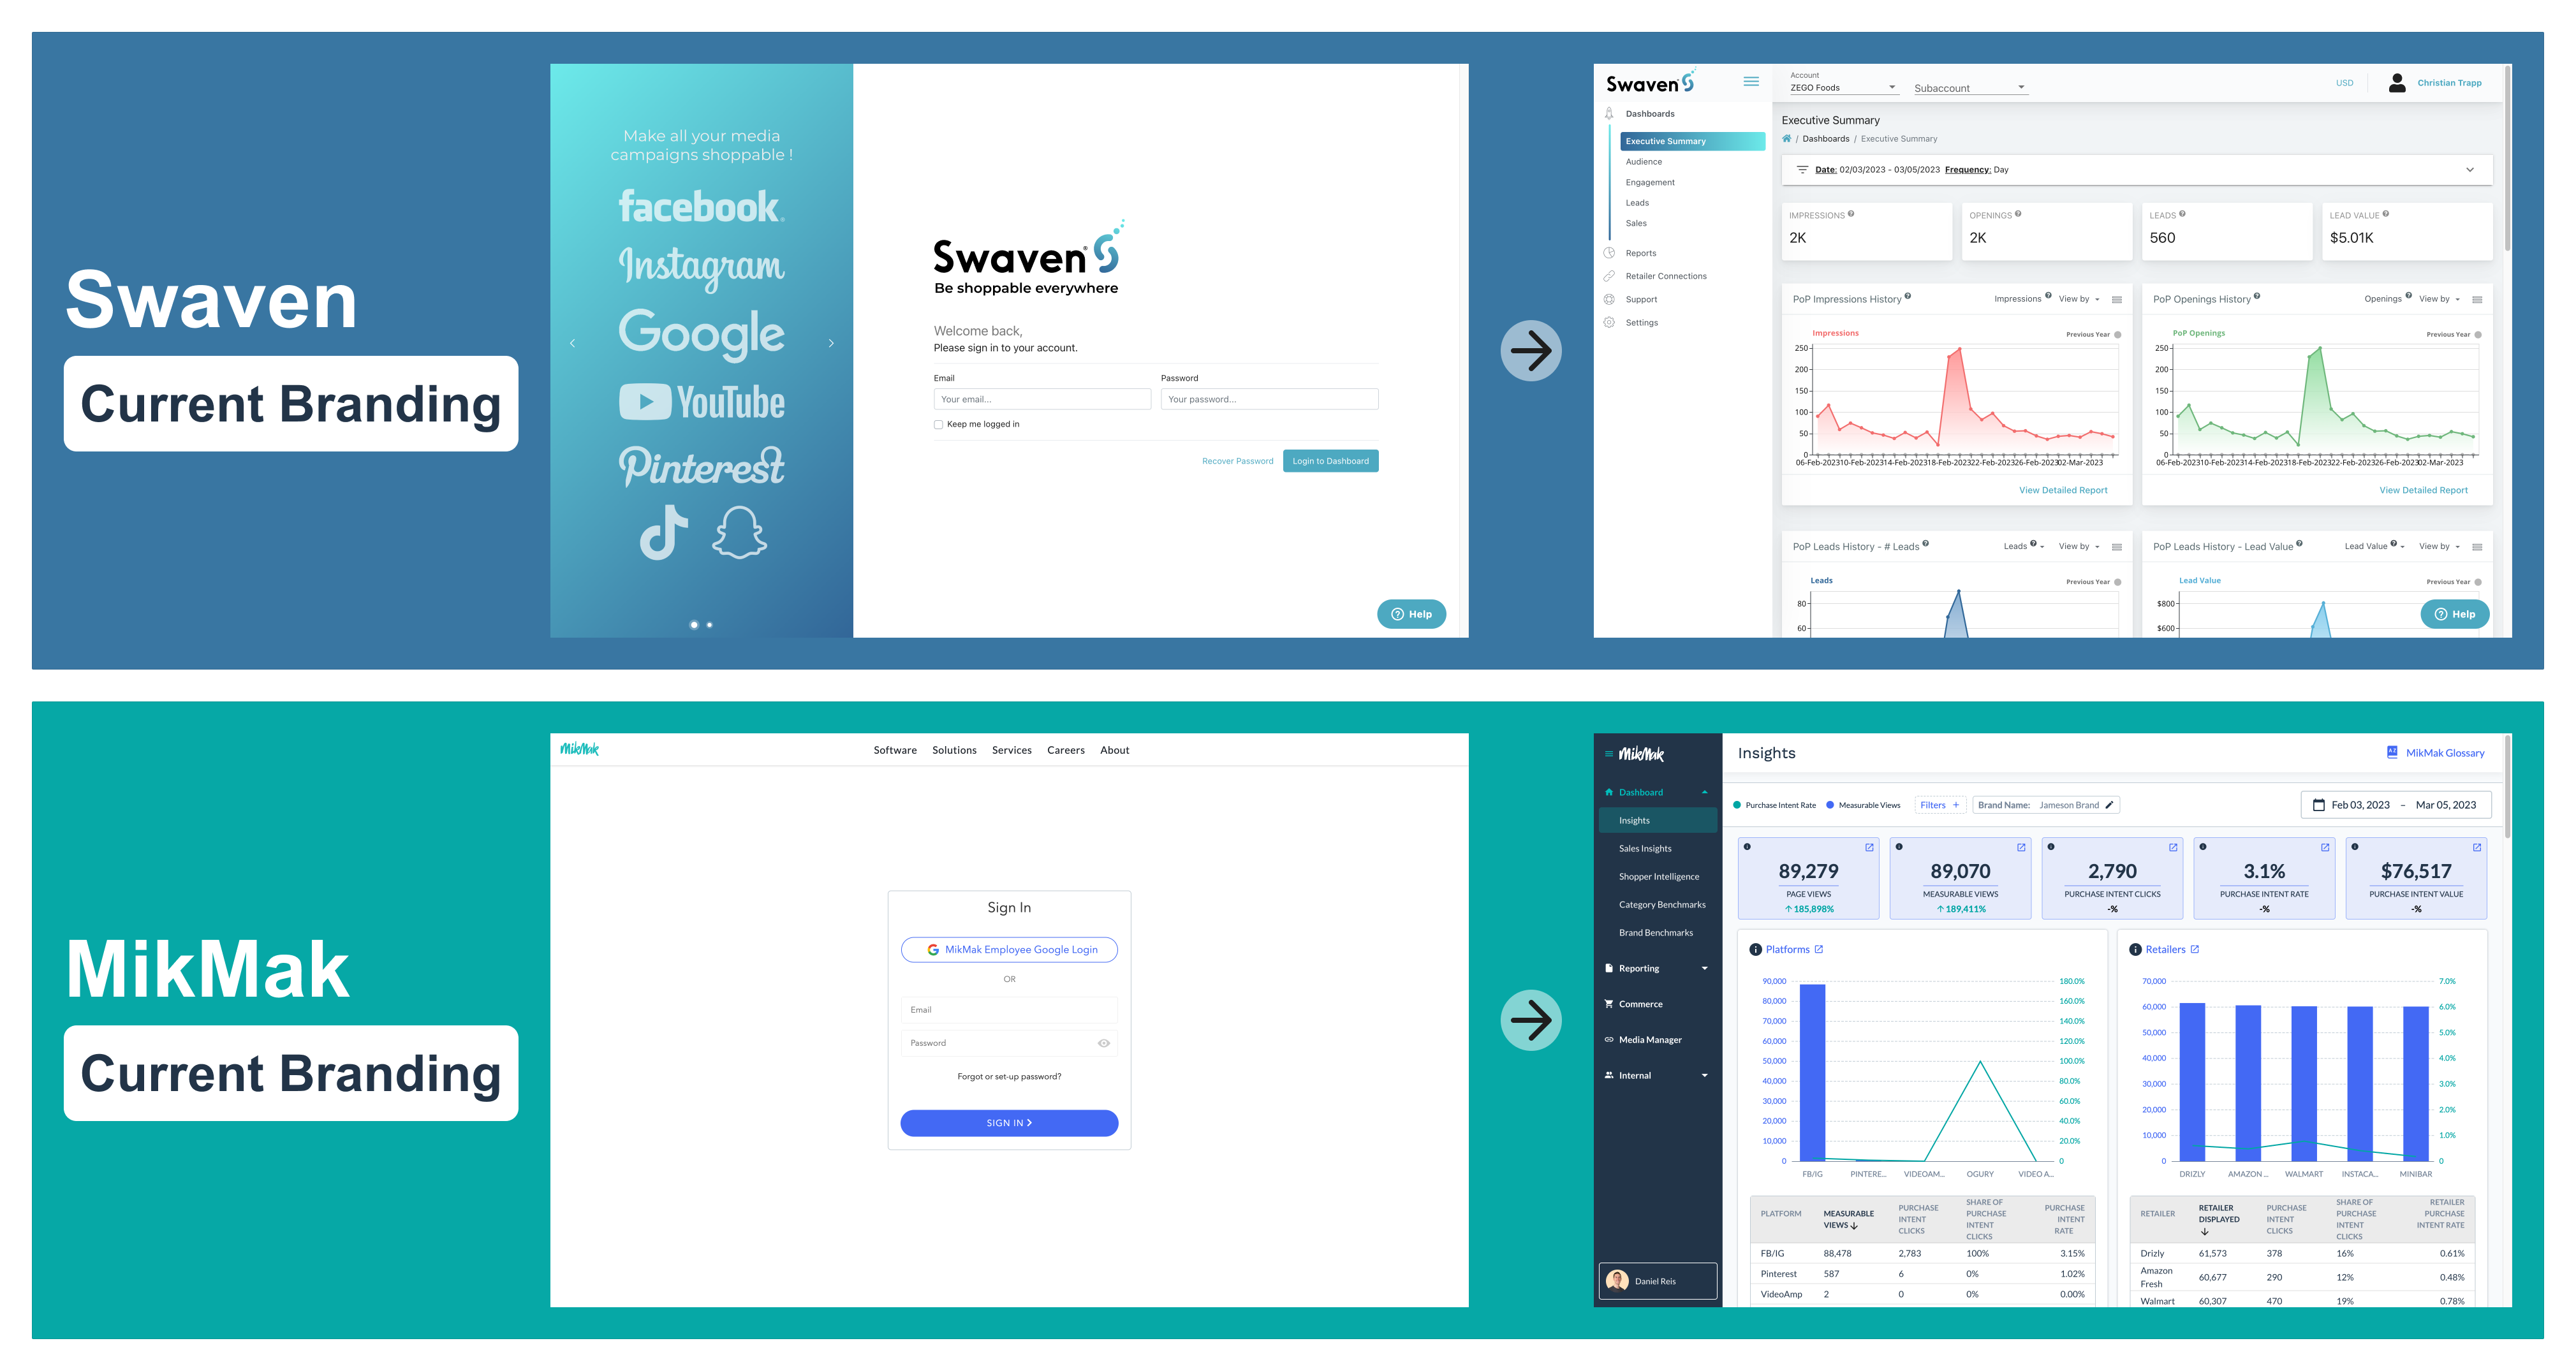 Swaven
Current Branding
Make all your media
campaigns shoppable !
facebook.
Instagram
Google
YouTube
Pinterest
Swaven®
Be shoppable everywhere
Welcome back,
Please sign in to your account.
Email
Password
Your email...
Your password...
Keep me logged in
Recover Password
Login to Dashboard
Help
Swaven
Account
ZEGO Foods
Subaccount
USD
Christian Trapp
Dashboards
Executive Summary
Audience
Engagement
Leads
Sales
Reports
Retailer Connections
Support
Settings
Executive Summary
/ Dashboards / Executive Summary
Date: 02/03/2023 - 03/05/2023 Frequency: Day
IMPRESSIONS
2K
OPENINGS
2K
LEADS
560
LEAD VALUE
$5.01K
PoP Impressions History
Impressions
View by
Impressions
Previous Year
250
200
150
100
50
0
06-Feb-2023 10-Feb-2023 14-Feb-2023 18-Feb-2023 22-Feb-2023 26-Feb-2023 02-Mar-2023
View Detailed Report
PoP Openings History
Openings
View by
PoP Openings
Previous Year
250
200
150
100
50
0
06-Feb-2023 10-Feb-2023 14-Feb-2023 18-Feb-2023 22-Feb-2023 26-Feb-2023 02-Mar-2023
View Detailed Report
PoP Leads History - # Leads
Leads
View by
Leads
Previous Year
80
60
PoP Leads History - Lead Value
Lead Value
View by
Lead Value
Previous Year
$800
$600
Help
MikMak
Current Branding
MikMak
Software
Solutions
Services
Careers
About
Sign In
MikMak Employee Google Login
OR
Email
Password
Forgot or set-up password?
SIGN IN
MikMak
Dashboard
Insights
Sales Insights
Shopper Intelligence
Category Benchmarks
Brand Benchmarks
Reporting
Commerce
Media Manager
Internal
Daniel Reis
Insights
MikMak Glossary
Purchase Intent Rate
Measurable Views
Filters +
Brand Name: Jameson Brand
Feb 03, 2023 – Mar 05, 2023
89,279
PAGE VIEWS
185,898%
89,070
MEASURABLE VIEWS
189,411%
2,790
PURCHASE INTENT CLICKS
-%
3.1%
PURCHASE INTENT RATE
-%
$76,517
PURCHASE INTENT VALUE
-%
Platforms
90,000
80,000
70,000
60,000
50,000
40,000
30,000
20,000
10,000
0
180.0%
160.0%
140.0%
120.0%
100.0%
80.0%
60.0%
40.0%
20.0%
0
FB/IG
PINTERE...
VIDEOAM...
OGURY
VIDEO A...
PLATFORM
MEASURABLE
VIEWS
PURCHASE
INTENT
CLICKS
SHARE OF
PURCHASE
INTENT
CLICKS
PURCHASE
INTENT
RATE
FB/IG 88,478 2,783 100% 3.15%
Pinterest 587 6 0% 1.02%
VideoAmp 2 0 0% 0.00%
Retailers
70,000
60,000
50,000
40,000
30,000
20,000
10,000
0
7.0%
6.0%
5.0%
4.0%
3.0%
2.0%
1.0%
0
DRIZLY
AMAZON ...
WALMART
INSTACA...
MINIBAR
RETAILER
RETAILER
DISPLAYED
PURCHASE
INTENT
CLICKS
SHARE OF
PURCHASE
INTENT
CLICKS
RETAILER
PURCHASE
INTENT RATE
Drizly 61,573 378 16% 0.61%
Amazon
Fresh 60,677 290 12% 0.48%
Walmart 60,307 470 19% 0.78%